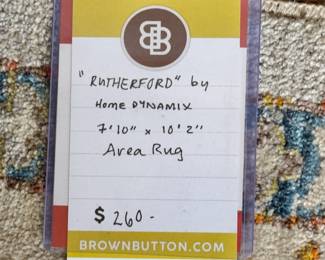 BB
"RUTHERFORD" by
Home DYNAMIX
7'10" x 10'2"
Area Rug
$260-
BROWNBUTTON.COM